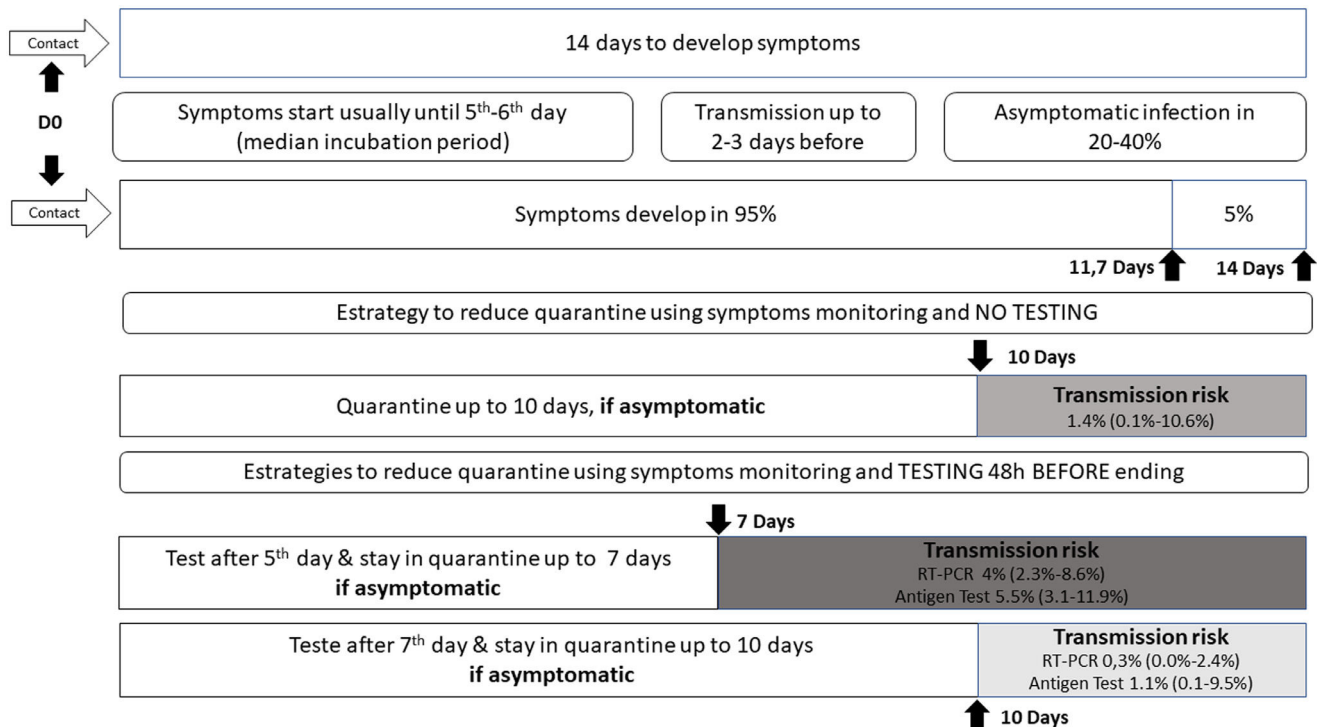 Contact
14 days to develop symptoms
D0
Symptoms start usually until 5th-6th day
(median incubation period)
Transmission up to
2-3 days before
Asymptomatic infection in
20-40%
Contact
Symptoms develop in 95%
5%
11,7 Days
14 Days
Estrategy to reduce quarantine using symptoms monitoring and NO TESTING
10 Days
Quarantine up to 10 days, if asymptomatic
Transmission risk
1.4% (0.1%-10.6%)
Estrategies to reduce quarantine using symptoms monitoring and TESTING 48h BEFORE ending
7 Days
Test after 5th day & stay in quarantine up to 7 days
if asymptomatic
Transmission risk
RT-PCR 4% (2.3%-8.6%)
Antigen Test 5.5% (3.1-11.9%)
Teste after 7th day & stay in quarantine up to 10 days
if asymptomatic
Transmission risk
RT-PCR 0,3% (0.0%-2.4%)
Antigen Test 1.1% (0.1-9.5%)
10 Days